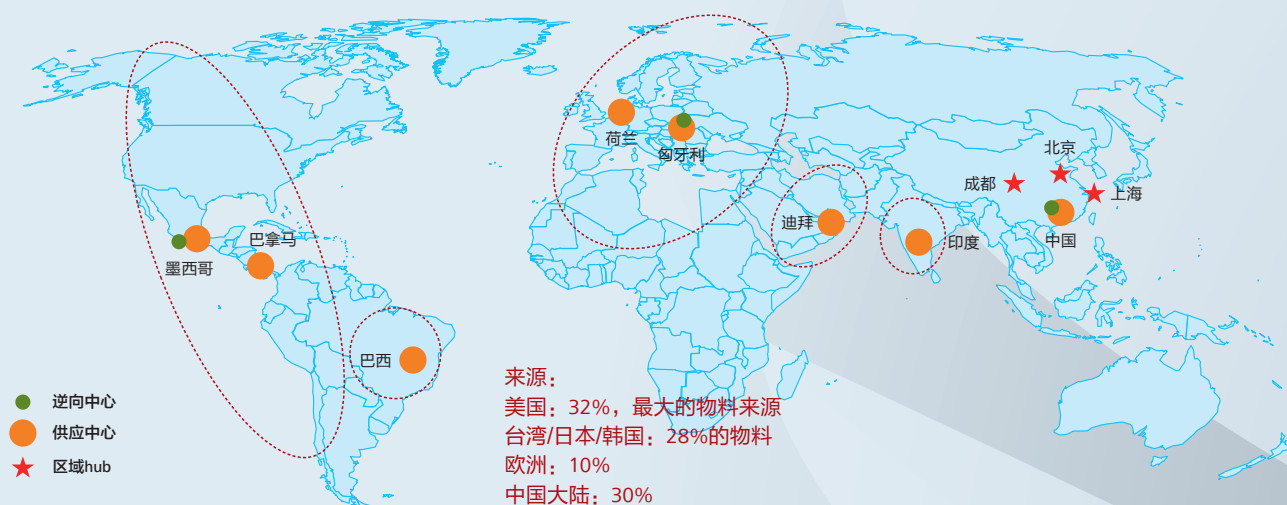 荷兰
匈牙利
北京
成都
上海
中国
迪拜
印度
巴拿马
墨西哥
巴西
逆向中心
供应中心
区域hub
来源：
美国：32%，最大的物料来源
台湾/日本/韩国：28%的物料
欧洲：10%
中国大陆：30%